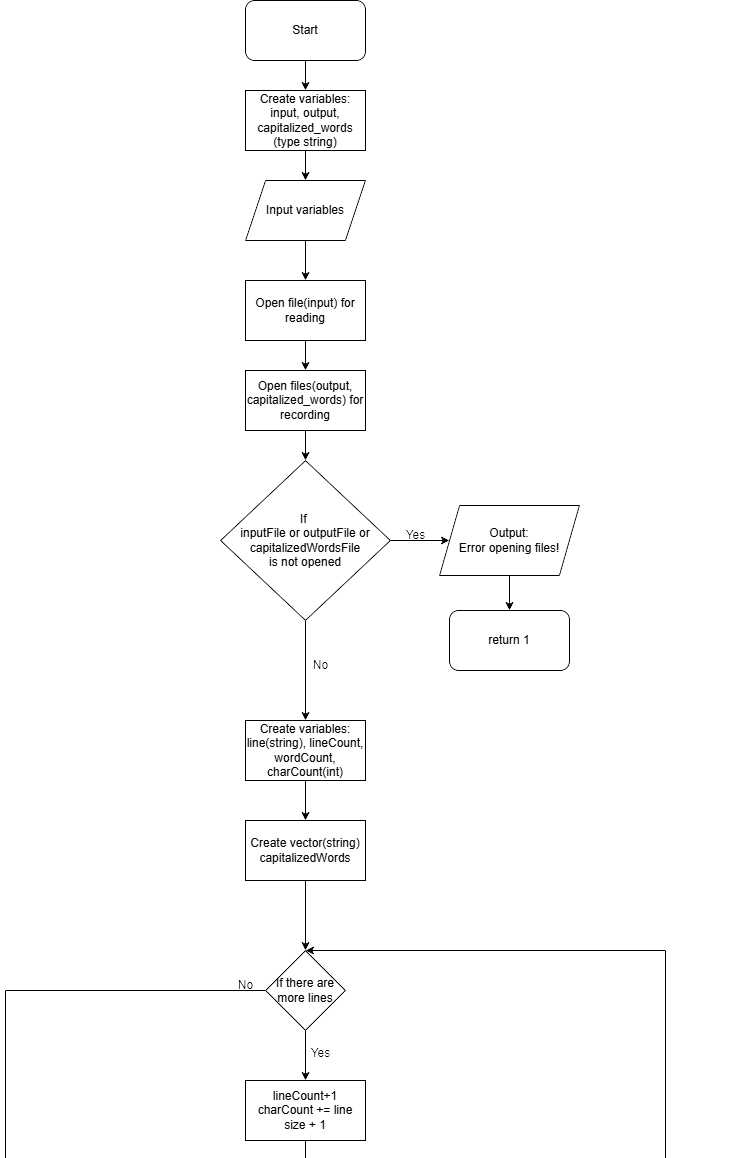 Start
Create variables:
input, output,
capitalized_words
(type string)
Input variables
Open file(input) for
reading
Open files(output,
capitalized_words) for
recording
If
inputFile or outputFile or
capitalizedWordsFile
is not opened
Yes
Output:
Error opening files!
return 1
No
Create variables:
line(string), lineCount,
wordCount,
charCount(int)
Create vector(string)
capitalizedWords
If there are
more lines
No
Yes
lineCount+1
charCount += line
size + 1